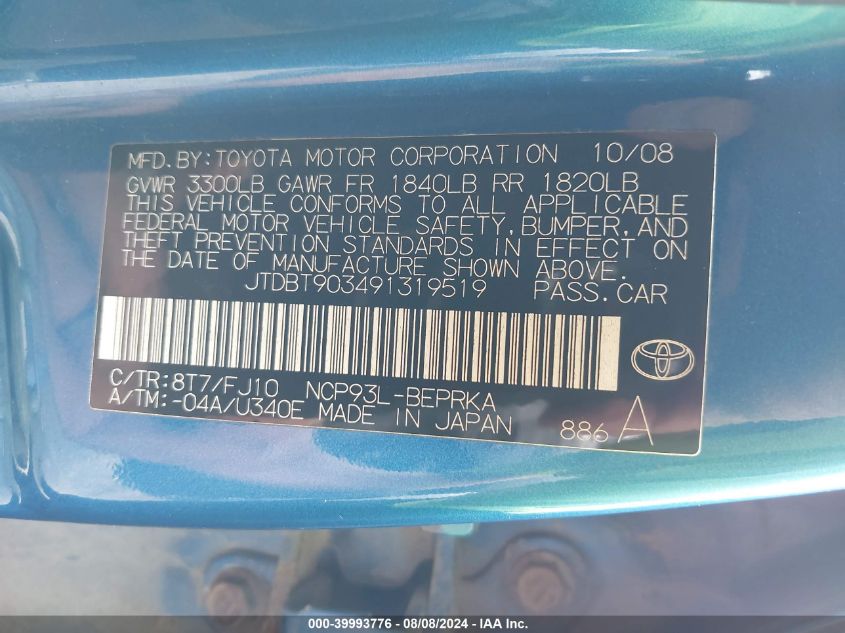 MFD.BY:TOYOTA MOTOR CORPORATION 10/08
GVWR 3300LB GAWR FR 1840LB RR 1820LB
THIS VEHICLE CONFORMS TO ALL APPLICABLE
FEDERAL MOTOR VEHICLE SAFETY,BUMPER,AND
THEFT PREVENTION STANDARDS IN EFFECT ON
THE DATE OF MANUFACTURE SHOWN ABOVE.
JTDBT903491319519 PASS.CAR
C/TR:8T7/FJ10 NCP93L-BEPRKA
A/TM:-04A/U340E MADE IN JAPAN
886 A
000-39993776 - 08/08/2024 - IAA Inc.